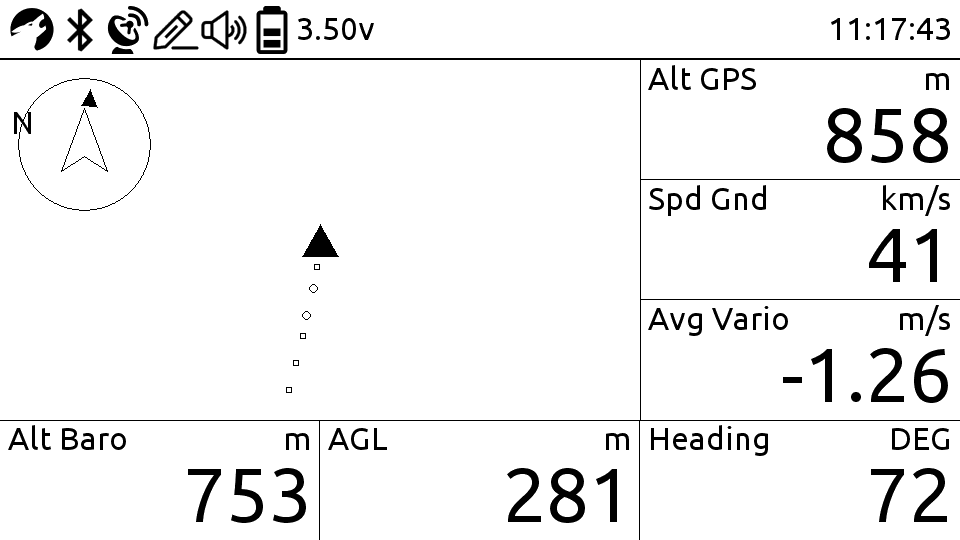 3.50v 11:17:43
N
Alt GPS m
858
Spd Gnd km/s
41
Avg Vario m/s
-1.26
Alt Baro m
753
AGL m
281
Heading DEG
72